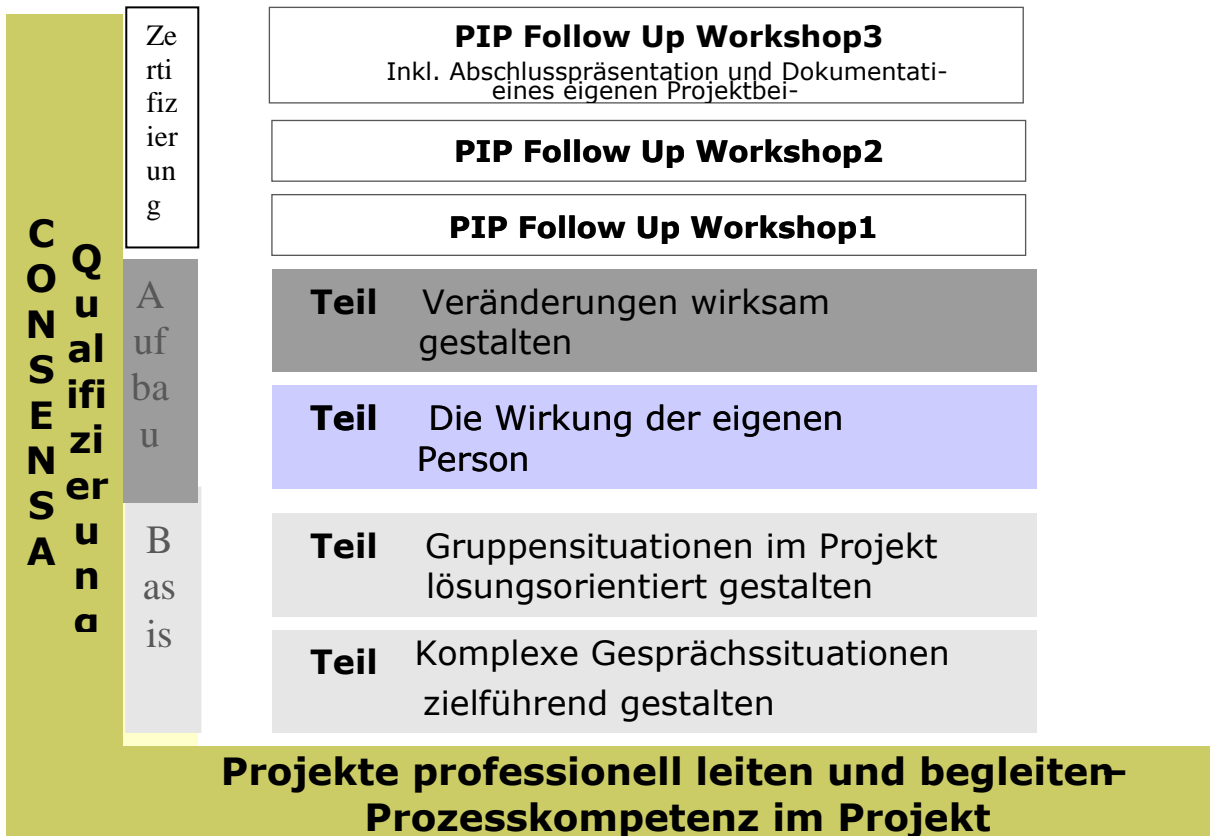 C
O
N
S
E
N
S
A
Q
u
al
ifi
zi
er
u
n
g
Ze
rti
fiz
ier
un
g
A
uf
ba
u
B
as
is
PIP Follow Up Workshop3
Inkl. Abschlusspräsentation und Dokumentati-
eines eigenen Projektbei-
PIP Follow Up Workshop2
PIP Follow Up Workshop1
Teil Veränderungen wirksam
gestalten
Teil Die Wirkung der eigenen
Person
Teil Gruppensituationen im Projekt
lösungsorientiert gestalten
Teil Komplexe Gesprächssituationen
zielführend gestalten
Projekte professionell leiten und begleiten–
Prozesskompetenz im Projekt